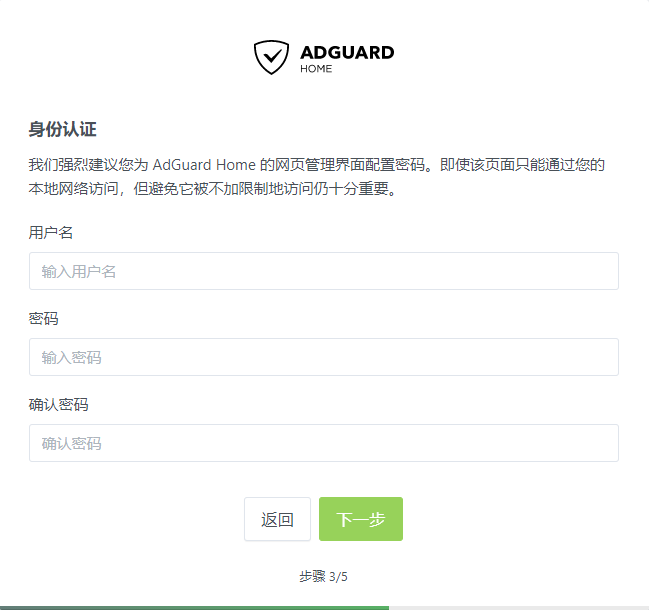 ADGUARD
HOME
身份认证
我们强烈建议您为 AdGuard Home 的网页管理界面配置密码。即使该页面只能通过您的
本地网络访问，但避免它被不加限制地访问仍十分重要。
用户名
输入用户名
密码
输入密码
确认密码
确认密码
返回 下一步
步骤 3/5